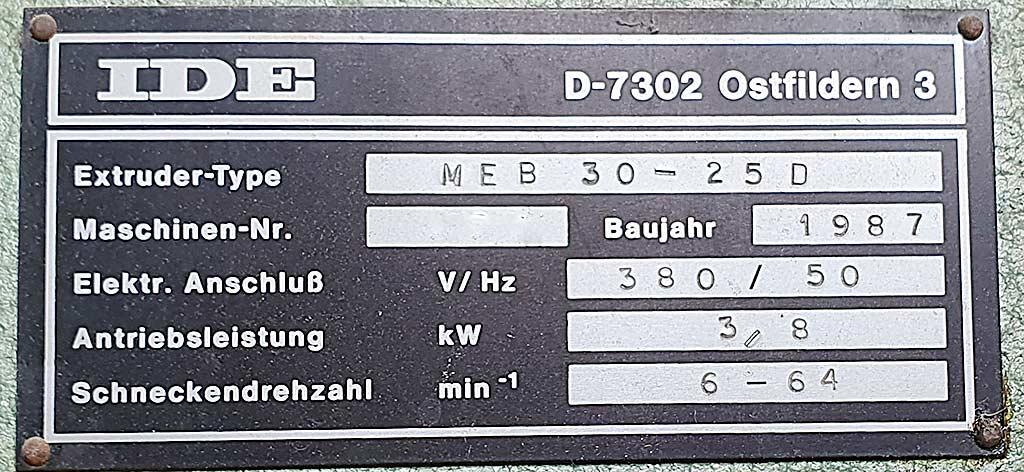 IDE D-7302 Ostfildern 3
Extruder-Type MEB 30-25D
Maschinen-Nr. Baujahr 1987
Elektr. Anschluß V/Hz 380/50
Antriebsleistung kW 3,8
Schneckendrehzahl min⁻¹ 6-64